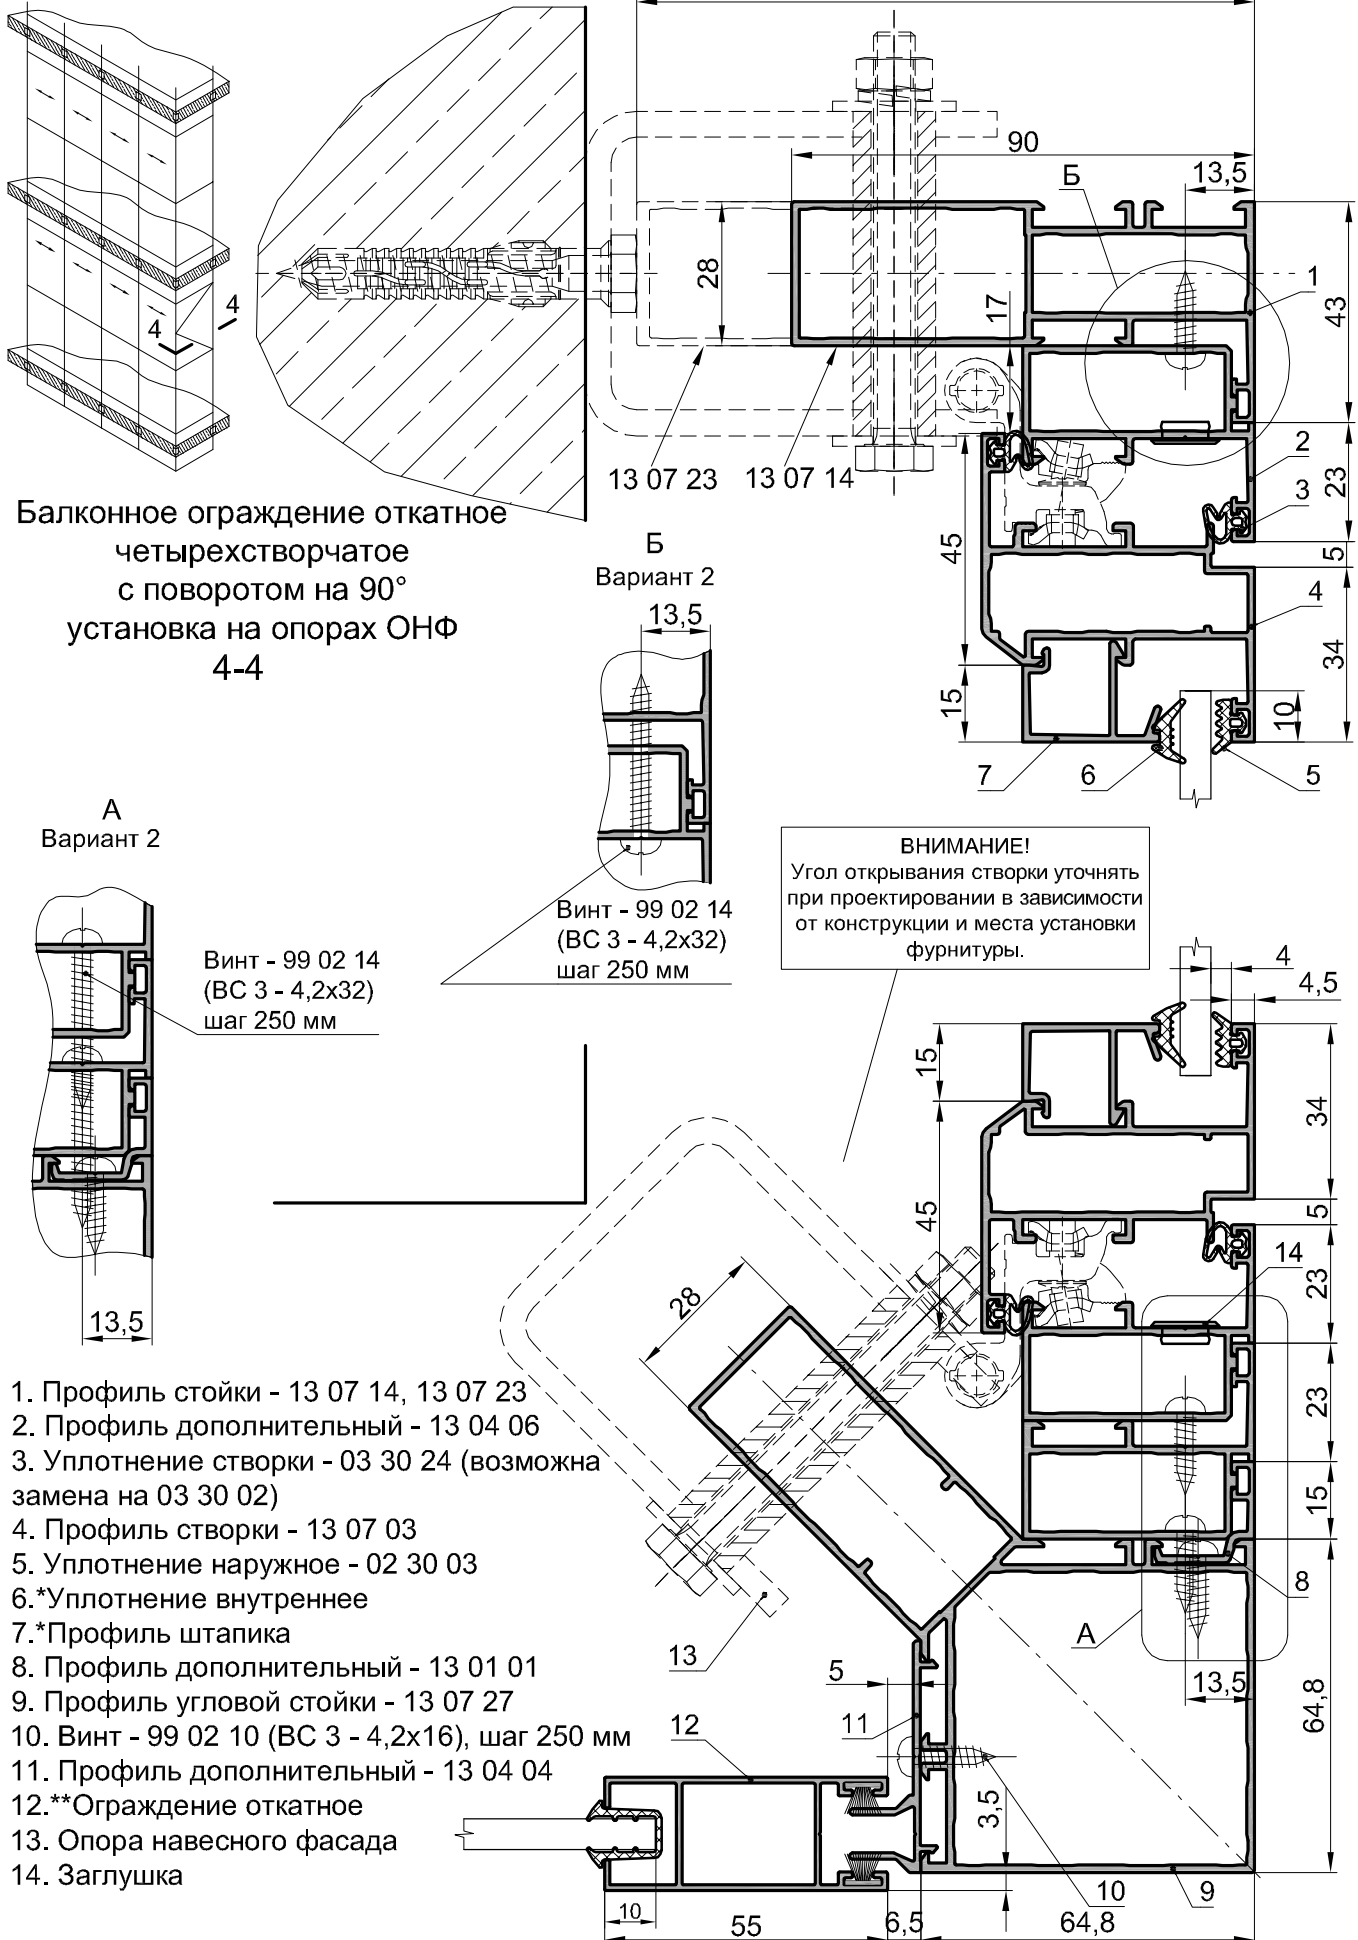 90
Б
13,5
28
1
17
43
4
4
2
13 07 23
13 07 14
3
23
45
5
4
34
15
10
7
6
5
Балконное ограждение откатное
четырехстворчатое
с поворотом на 90°
установка на опорах ОНФ
4-4
Б
Вариант 2
13,5
Винт - 99 02 14
(ВС 3 - 4,2х32)
шаг 250 мм
А
Вариант 2
Винт - 99 02 14
(ВС 3 - 4,2х32)
шаг 250 мм
13,5
ВНИМАНИЕ!
Угол открывания створки уточнять
при проектировании в зависимости
от конструкции и места установки
фурнитуры.
4
4,5
15
34
45
5
23
14
28
23
15
8
А
13
13,5
5
64,8
12
11
3,5
10
9
10
55
6,5
64,8
1. Профиль стойки - 13 07 14, 13 07 23
2. Профиль дополнительный - 13 04 06
3. Уплотнение створки - 03 30 24 (возможна
замена на 03 30 02)
4. Профиль створки - 13 07 03
5. Уплотнение наружное - 02 30 03
6.*Уплотнение внутреннее
7.*Профиль штапика
8. Профиль дополнительный - 13 01 01
9. Профиль угловой стойки - 13 07 27
10. Винт - 99 02 10 (ВС 3 - 4,2х16), шаг 250 мм
11. Профиль дополнительный - 13 04 04
12.**Ограждение откатное
13. Опора навесного фасада
14. Заглушка